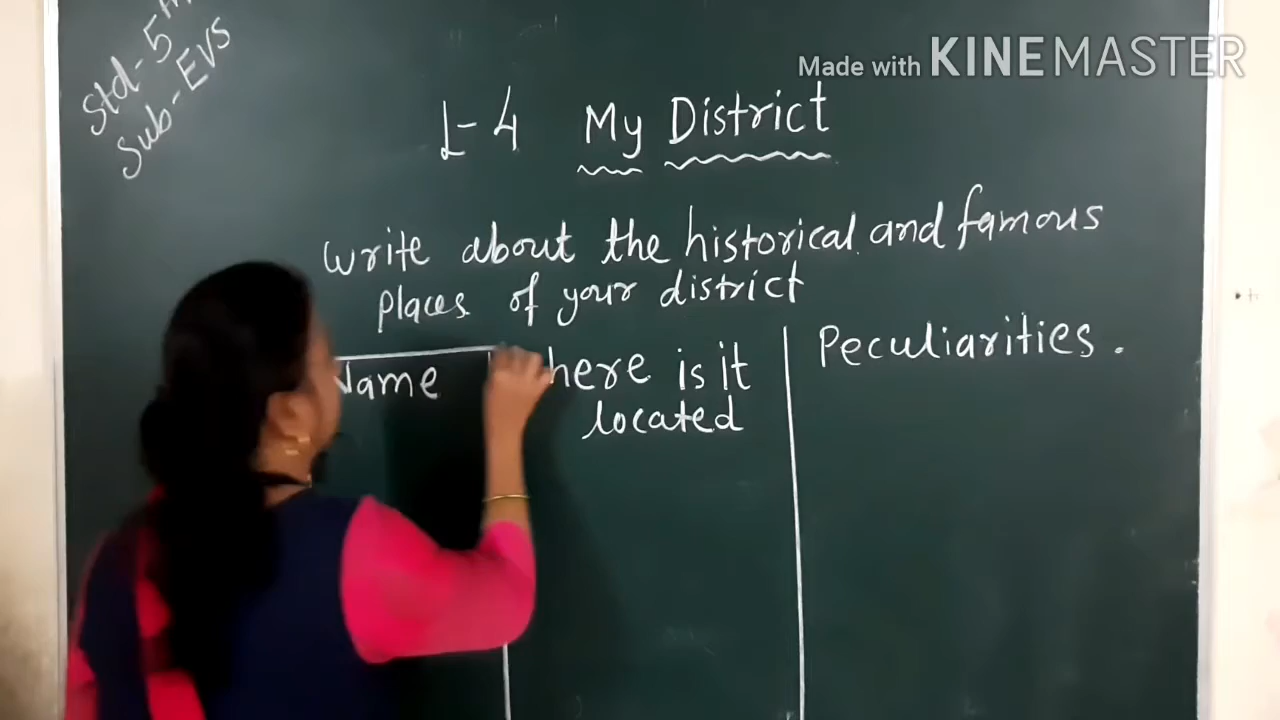 Std-5th
Sub-EVS
Made with KINEMASTER
L-4 My District
Write about the historical and famous
places of your district
Name
is it
located
Peculiarities.